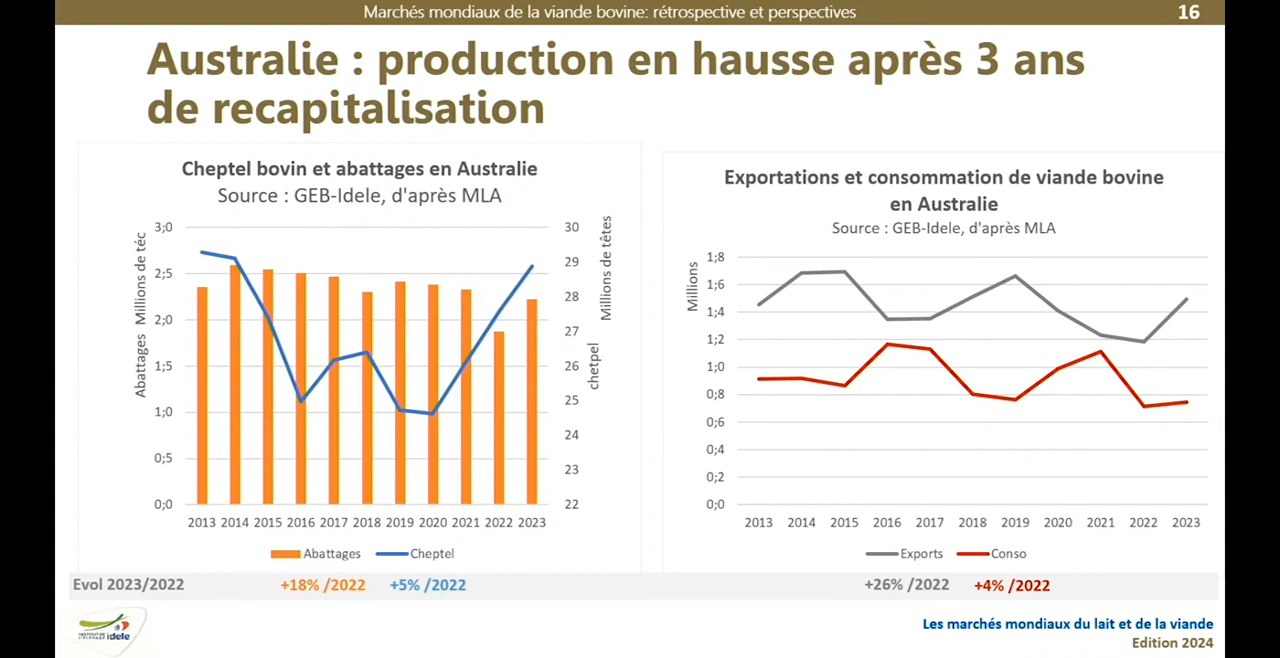 Marchés mondiaux de la viande bovine: rétrospective et perspectives
16
Australie : production en hausse après 3 ans
de recapitalisation
Cheptel bovin et abattages en Australie
Source : GEB-Idele, d'après MLA
Abattages Millions de téc
3;0
2;5
2;0
1;5
1;0
0;5
0;0
30
29
28
27
26
25
24
23
22
Millions de têtes
chetpel
2013 2014 2015 2016 2017 2018 2019 2020 2021 2022 2023
Abattages Cheptel
Exportations et consommation de viande bovine
en Australie
Source : GEB-Idele, d'après MLA
Millions
1;8
1;6
1;4
1;2
1;0
0;8
0;6
0;4
0;2
0;0
2013 2014 2015 2016 2017 2018 2019 2020 2021 2022 2023
Exports Conso
Evol 2023/2022 +18% /2022 +5% /2022 +26% /2022 +4% /2022
idele
Les marchés mondiaux du lait et de la viande
Edition 2024